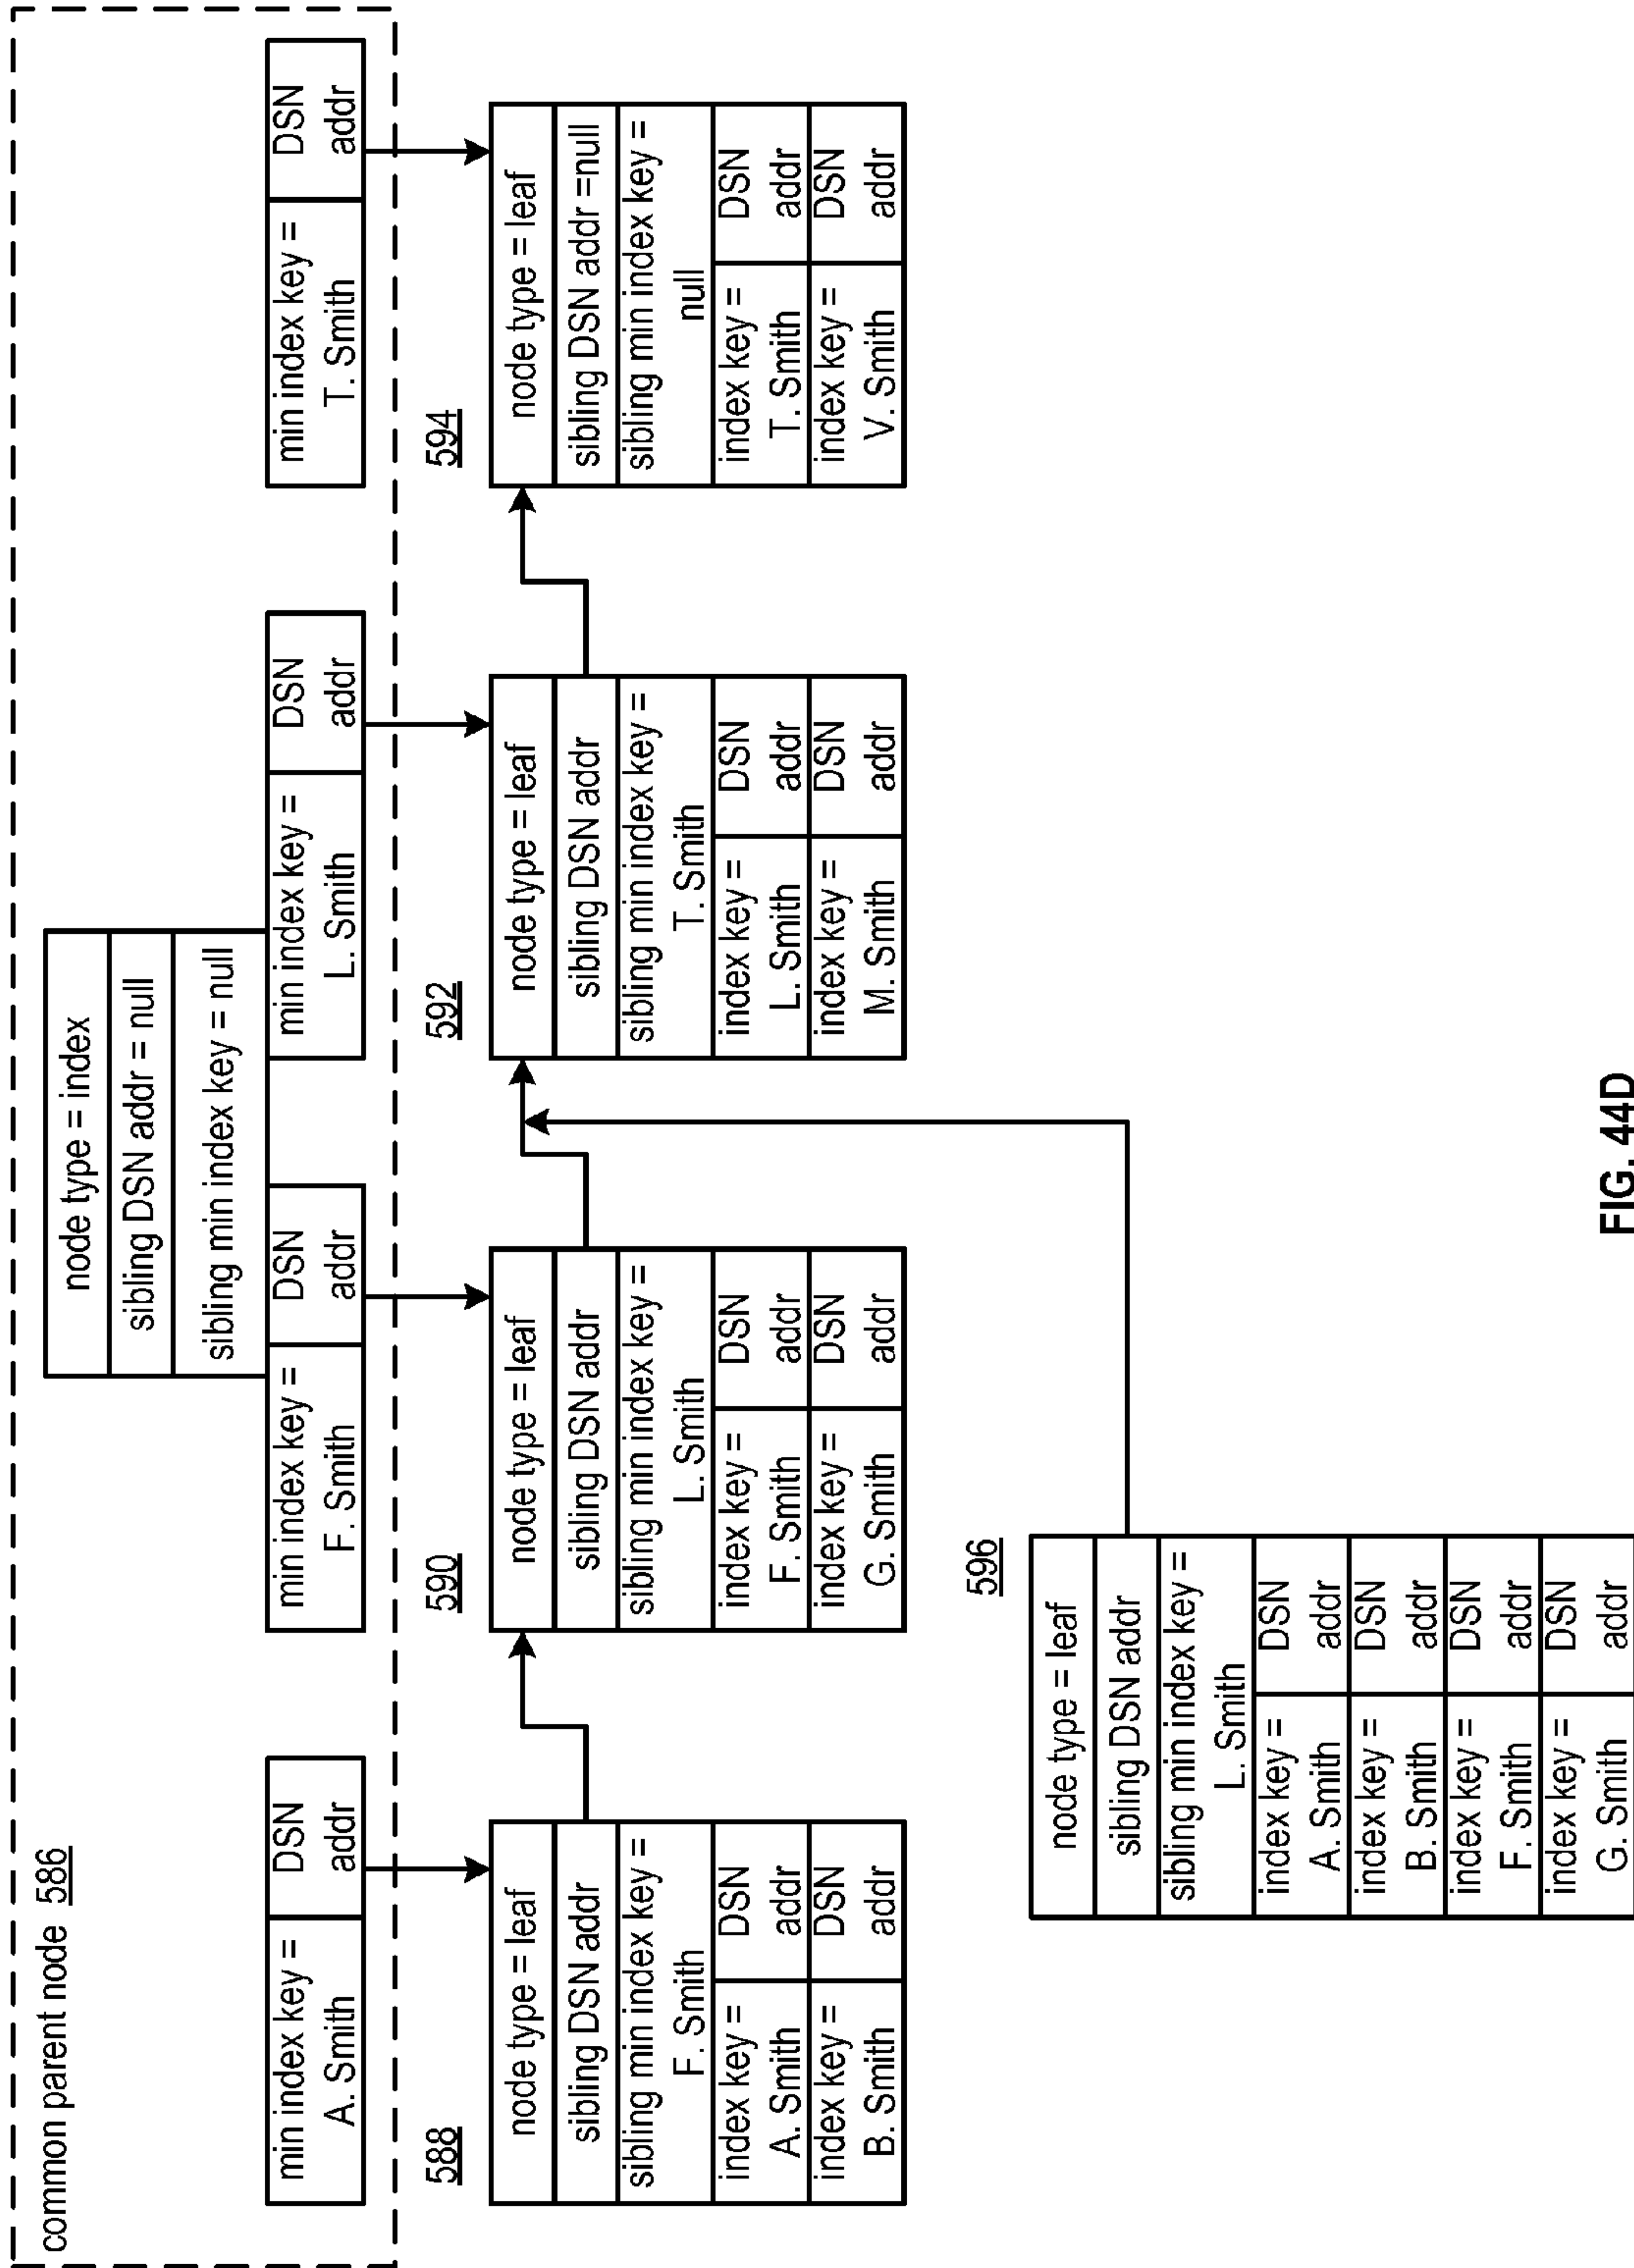 common parent node 586
node type = index
sibling DSN addr = null
sibling min index key = null
min index key =
A. Smith
DSN
addr
min index key =
F. Smith
DSN
addr
min index key =
L. Smith
DSN
addr
min index key =
T. Smith
DSN
addr
588
node type = leaf
sibling DSN addr
sibling min index key =
F. Smith
index key =
A. Smith
DSN
addr
index key =
B. Smith
DSN
addr
590
node type = leaf
sibling DSN addr
sibling min index key =
L. Smith
index key =
F. Smith
DSN
addr
index key =
G. Smith
DSN
addr
592
node type = leaf
sibling DSN addr
sibling min index key =
T. Smith
index key =
L. Smith
DSN
addr
index key =
M. Smith
DSN
addr
594
node type = leaf
sibling DSN addr =null
sibling min index key =
null
index key =
T. Smith
DSN
addr
index key =
V. Smith
DSN
addr
596
node type = leaf
sibling DSN addr
sibling min index key =
L. Smith
index key =
A. Smith
DSN
addr
index key =
B. Smith
DSN
addr
index key =
F. Smith
DSN
addr
index key =
G. Smith
DSN
addr
FIG. 44D